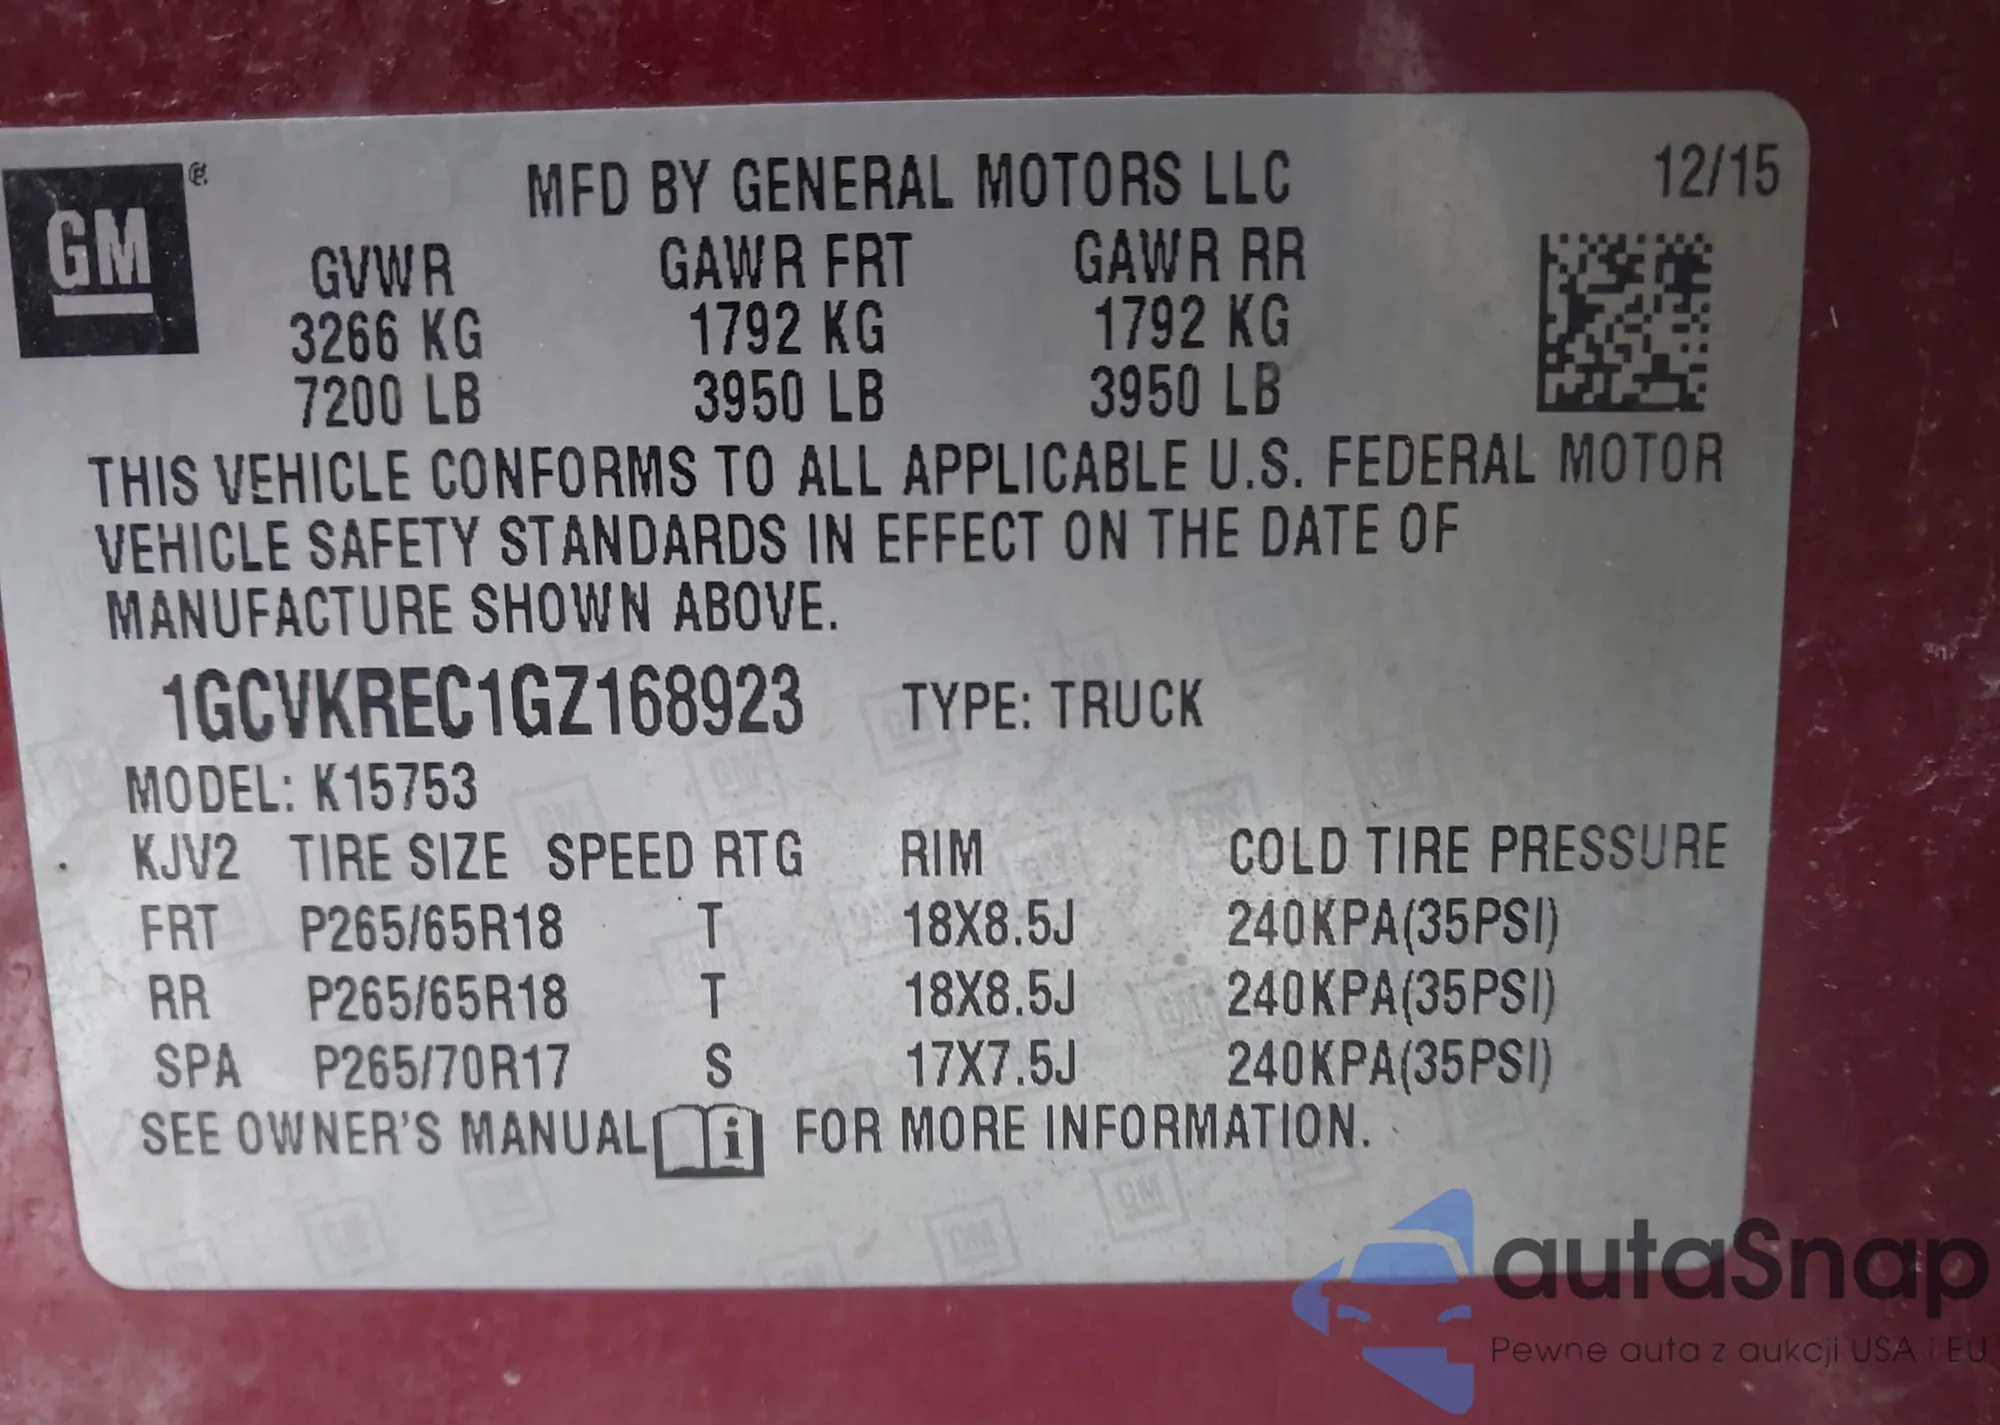 GM ®
MFD BY GENERAL MOTORS LLC 12/15
GVWR GAWR FRT GAWR RR
3266 KG 1792 KG 1792 KG
7200 LB 3950 LB 3950 LB
THIS VEHICLE CONFORMS TO ALL APPLICABLE U.S. FEDERAL MOTOR
VEHICLE SAFETY STANDARDS IN EFFECT ON THE DATE OF
MANUFACTURE SHOWN ABOVE.
1GCVKREC1GZ168923 TYPE: TRUCK
MODEL: K15753
KJV2 TIRE SIZE SPEED RTG RIM COLD TIRE PRESSURE
FRT P265/65R18 T 18X8.5J 240KPA(35PSI)
RR P265/65R18 T 18X8.5J 240KPA(35PSI)
SPA P265/70R17 S 17X7.5J 240KPA(35PSI)
SEE OWNER'S MANUAL i FOR MORE INFORMATION.
autaSnap
Pewne auta z aukcji USA i EU